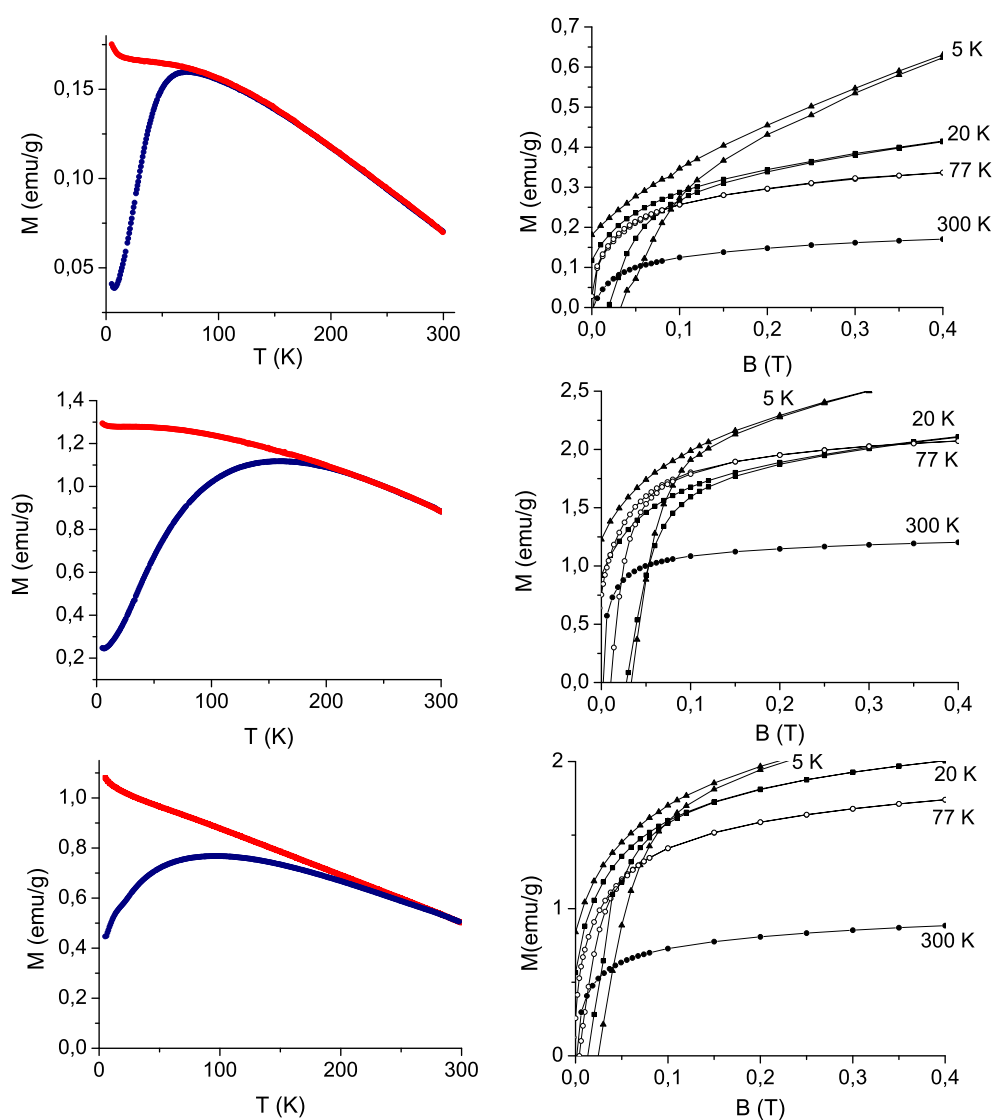 M (emu/g)
0,15
0,10
0,05
0 100 200 300
T (K)
M (emu/g)
0,7
0,6
0,5
0,4
0,3
0,2
0,1
0,0
5 K
20 K
77 K
300 K
0,0 0,1 0,2 0,3 0,4
B (T)
M (emu/g)
1,4
1,2
1,0
0,8
0,6
0,4
0,2
0 100 200 300
T (K)
M (emu/g)
2,5
2,0
1,5
1,0
0,5
0,0
5 K
20 K
77 K
300 K
0,0 0,1 0,2 0,3 0,4
B (T)
M (emu/g)
1,0
0,8
0,6
0,4
0,2
0,0
0 100 200 300
T (K)
M(emu/g)
2
1
0
5 K
20 K
77 K
300 K
0,0 0,1 0,2 0,3 0,4
B (T)